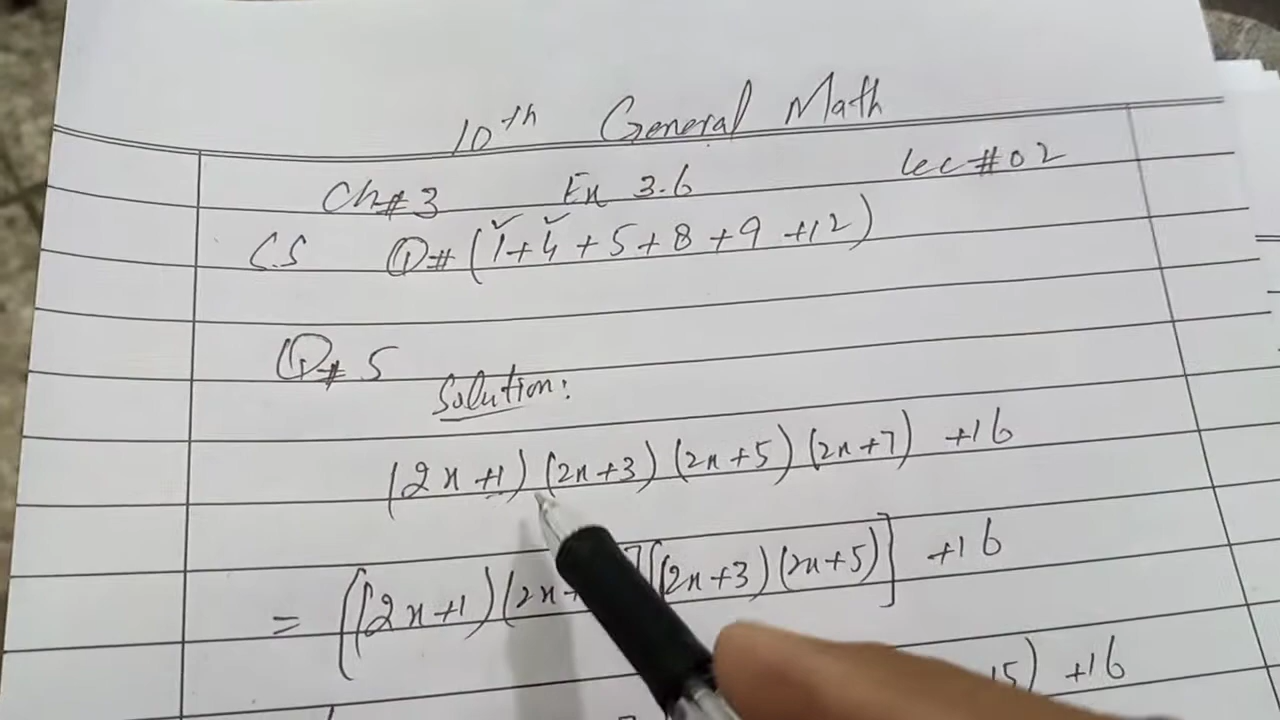 10th General Math
Ch#3 Ex 3.6 Lec#02
C.S Q#(1+4+5+8+9+12)
Q#5
Solution:
(2x+1)(2x+3)(2x+5)(2x+7)+16
=[(2x+1)(2x+ ][(2x+3)(2x+5)]+16
15)+16